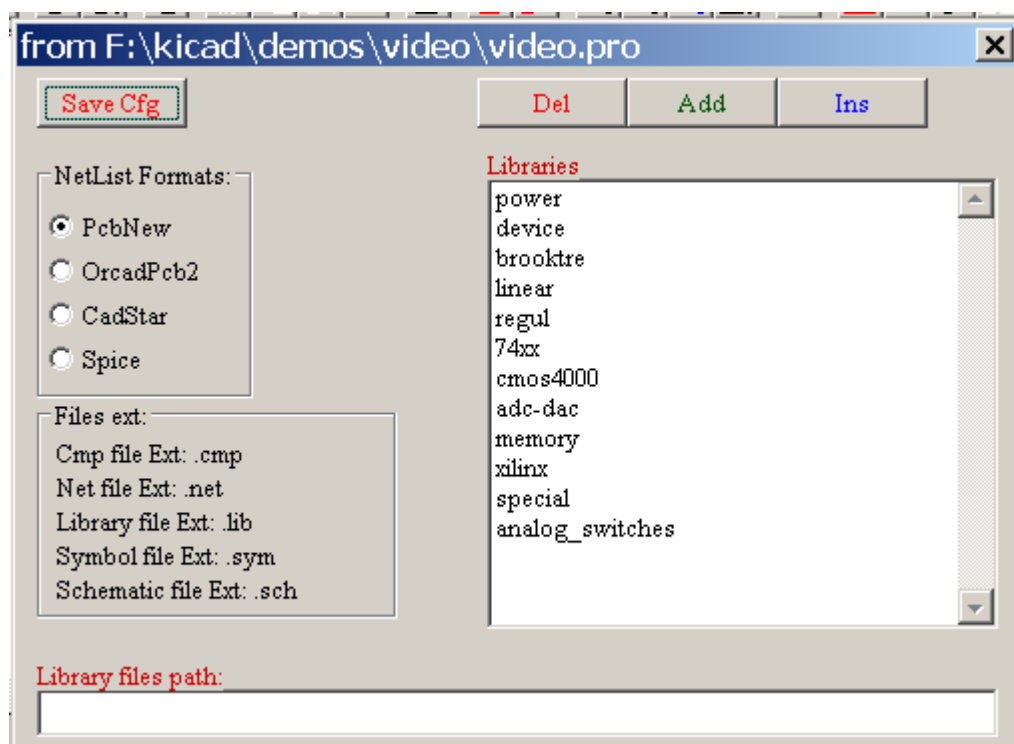 from F:\kicad\demos\video\video.pro
Save Cfg
Del Add Ins
NetList Formats:
PcbNew
OrcadPcb2
CadStar
Spice
Files ext:
Cmp file Ext: .cmp
Net file Ext: .net
Library file Ext: .lib
Symbol file Ext: .sym
Schematic file Ext: .sch
Libraries
power
device
brooktre
linear
regul
74xx
cmos4000
adc-dac
memory
xilinx
special
analog_switches
Library files path: